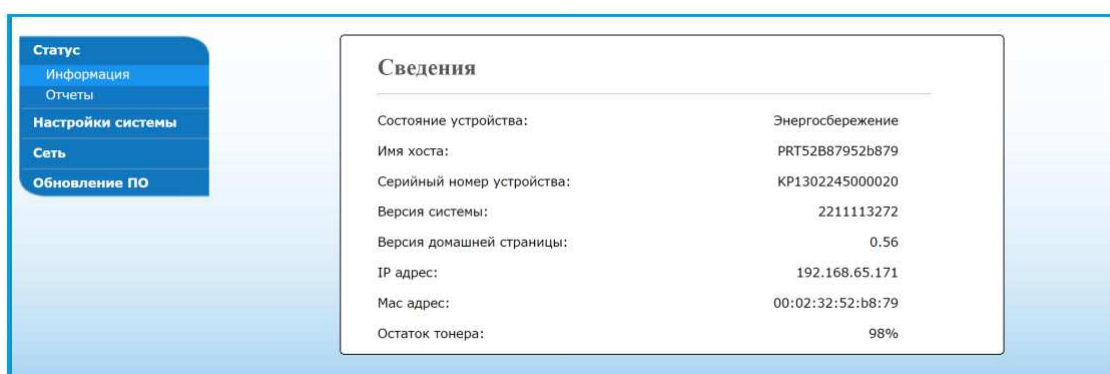 Статус
Информация
Отчеты
Настройки системы
Сеть
Обновление ПО
Сведения
Состояние устройства: Энергосбережение
Имя хоста: PRT52B87952b879
Серийный номер устройства: KP1302245000020
Версия системы: 2211113272
Версия домашней страницы: 0.56
IP адрес: 192.168.65.171
Mac адрес: 00:02:32:52:b8:79
Остаток тонера: 98%